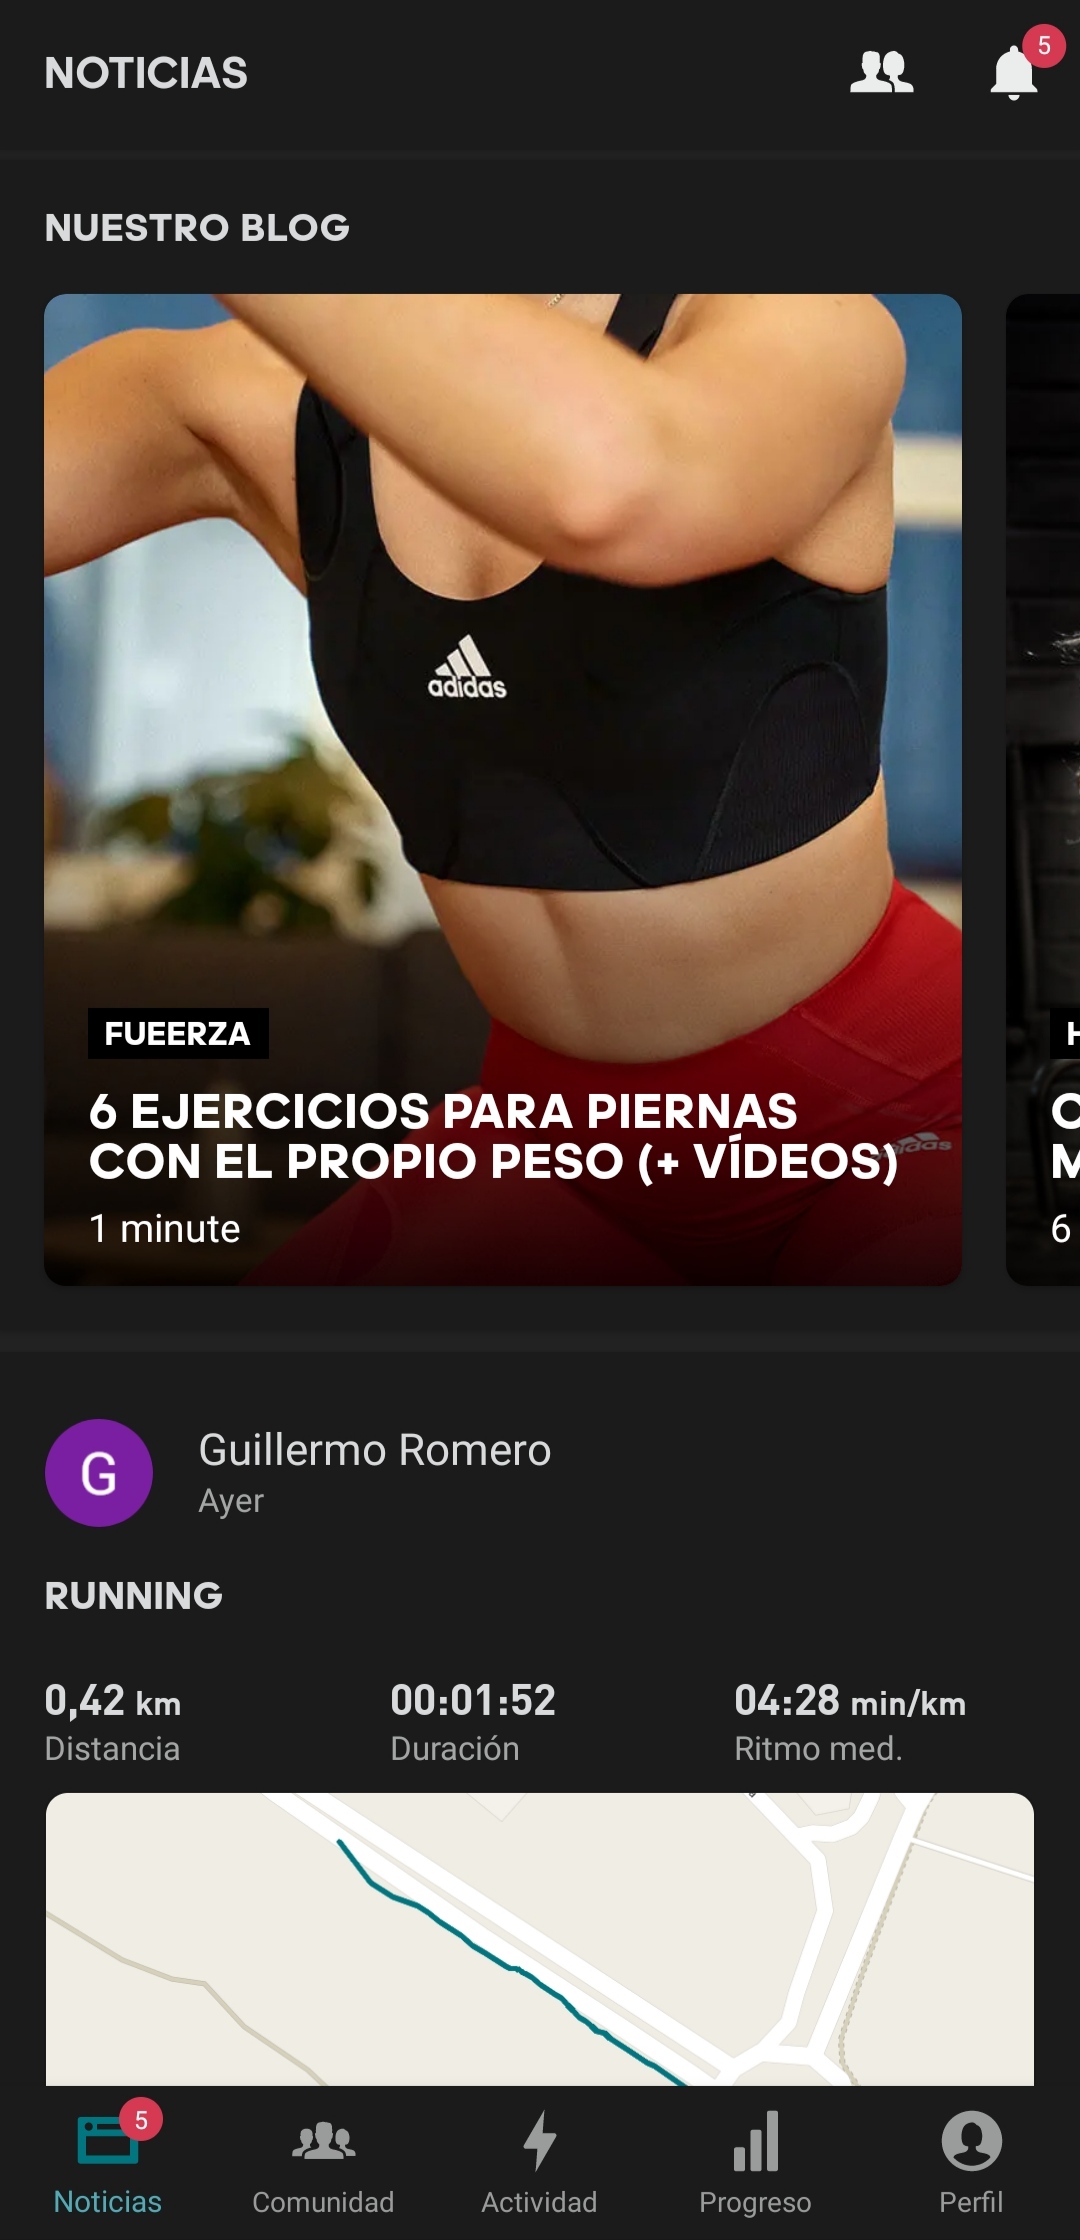 NOTICIAS
5
NUESTRO BLOG
adidas
FUEERZA
6 EJERCICIOS PARA PIERNAS
CON EL PROPIO PESO (+ VÍDEOS)
adidas
1 minute
6
G
Guillermo Romero
Ayer
RUNNING
0,42 km
Distancia
00:01:52
Duración
04:28 min/km
Ritmo med.
5
Noticias
Comunidad
Actividad
Progreso
Perfil